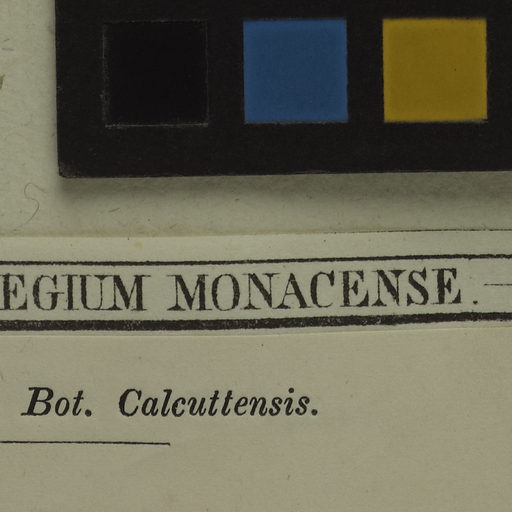 EGIUM MONACENSE.
Bot. Calcuttensis.